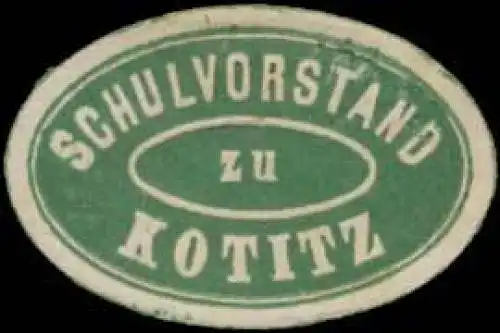 SCHULVORSTAND
zu
KOTITZ